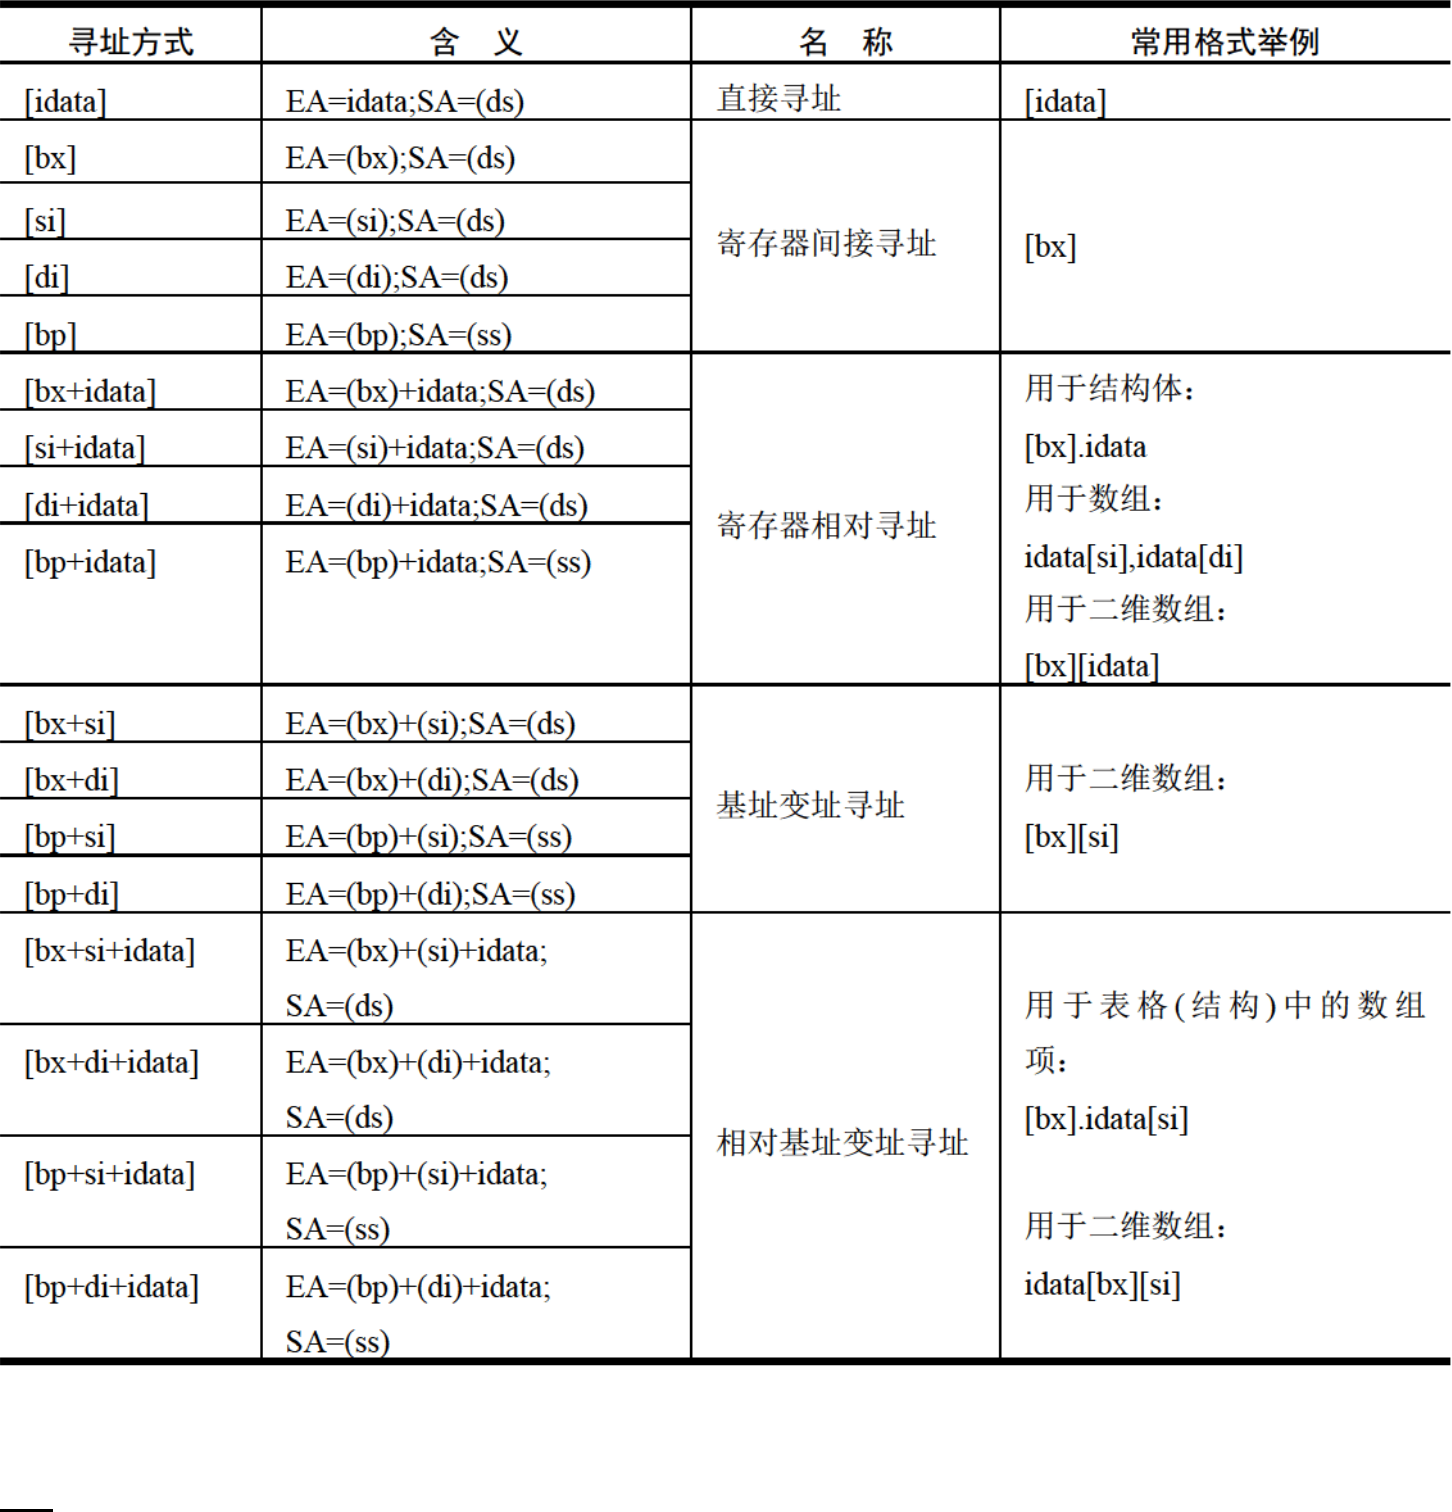 寻址方式 含 义 名 称 常用格式举例
[idata] EA=idata;SA=(ds) 直接寻址 [idata]
[bx] EA=(bx);SA=(ds)
[si] EA=(si);SA=(ds)
寄存器间接寻址 [bx]
[di] EA=(di);SA=(ds)
[bp] EA=(bp);SA=(ss)
[bx+idata] EA=(bx)+idata;SA=(ds) 用于结构体：
[si+idata] EA=(si)+idata;SA=(ds) [bx].idata
[di+idata] EA=(di)+idata;SA=(ds) 用于数组：
寄存器相对寻址
[bp+idata] EA=(bp)+idata;SA=(ss) idata[si],idata[di]
用于二维数组：
[bx][idata]
[bx+si] EA=(bx)+(si);SA=(ds)
[bx+di] EA=(bx)+(di);SA=(ds) 用于二维数组：
基址变址寻址
[bp+si] EA=(bp)+(si);SA=(ss) [bx][si]
[bp+di] EA=(bp)+(di);SA=(ss)
[bx+si+idata] EA=(bx)+(si)+idata;
SA=(ds) 用于表格(结构)中的数组
[bx+di+idata] EA=(bx)+(di)+idata; 项：
SA=(ds) [bx].idata[si]
相对基址变址寻址
[bp+si+idata] EA=(bp)+(si)+idata;
SA=(ss) 用于二维数组：
[bp+di+idata] EA=(bp)+(di)+idata; idata[bx][si]
SA=(ss)